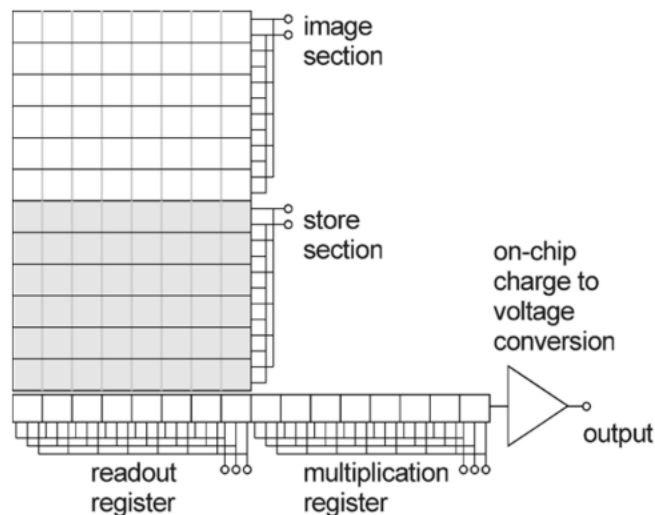 image
section
store
section
on-chip
charge to
voltage
conversion
output
readout
register
multiplication
register